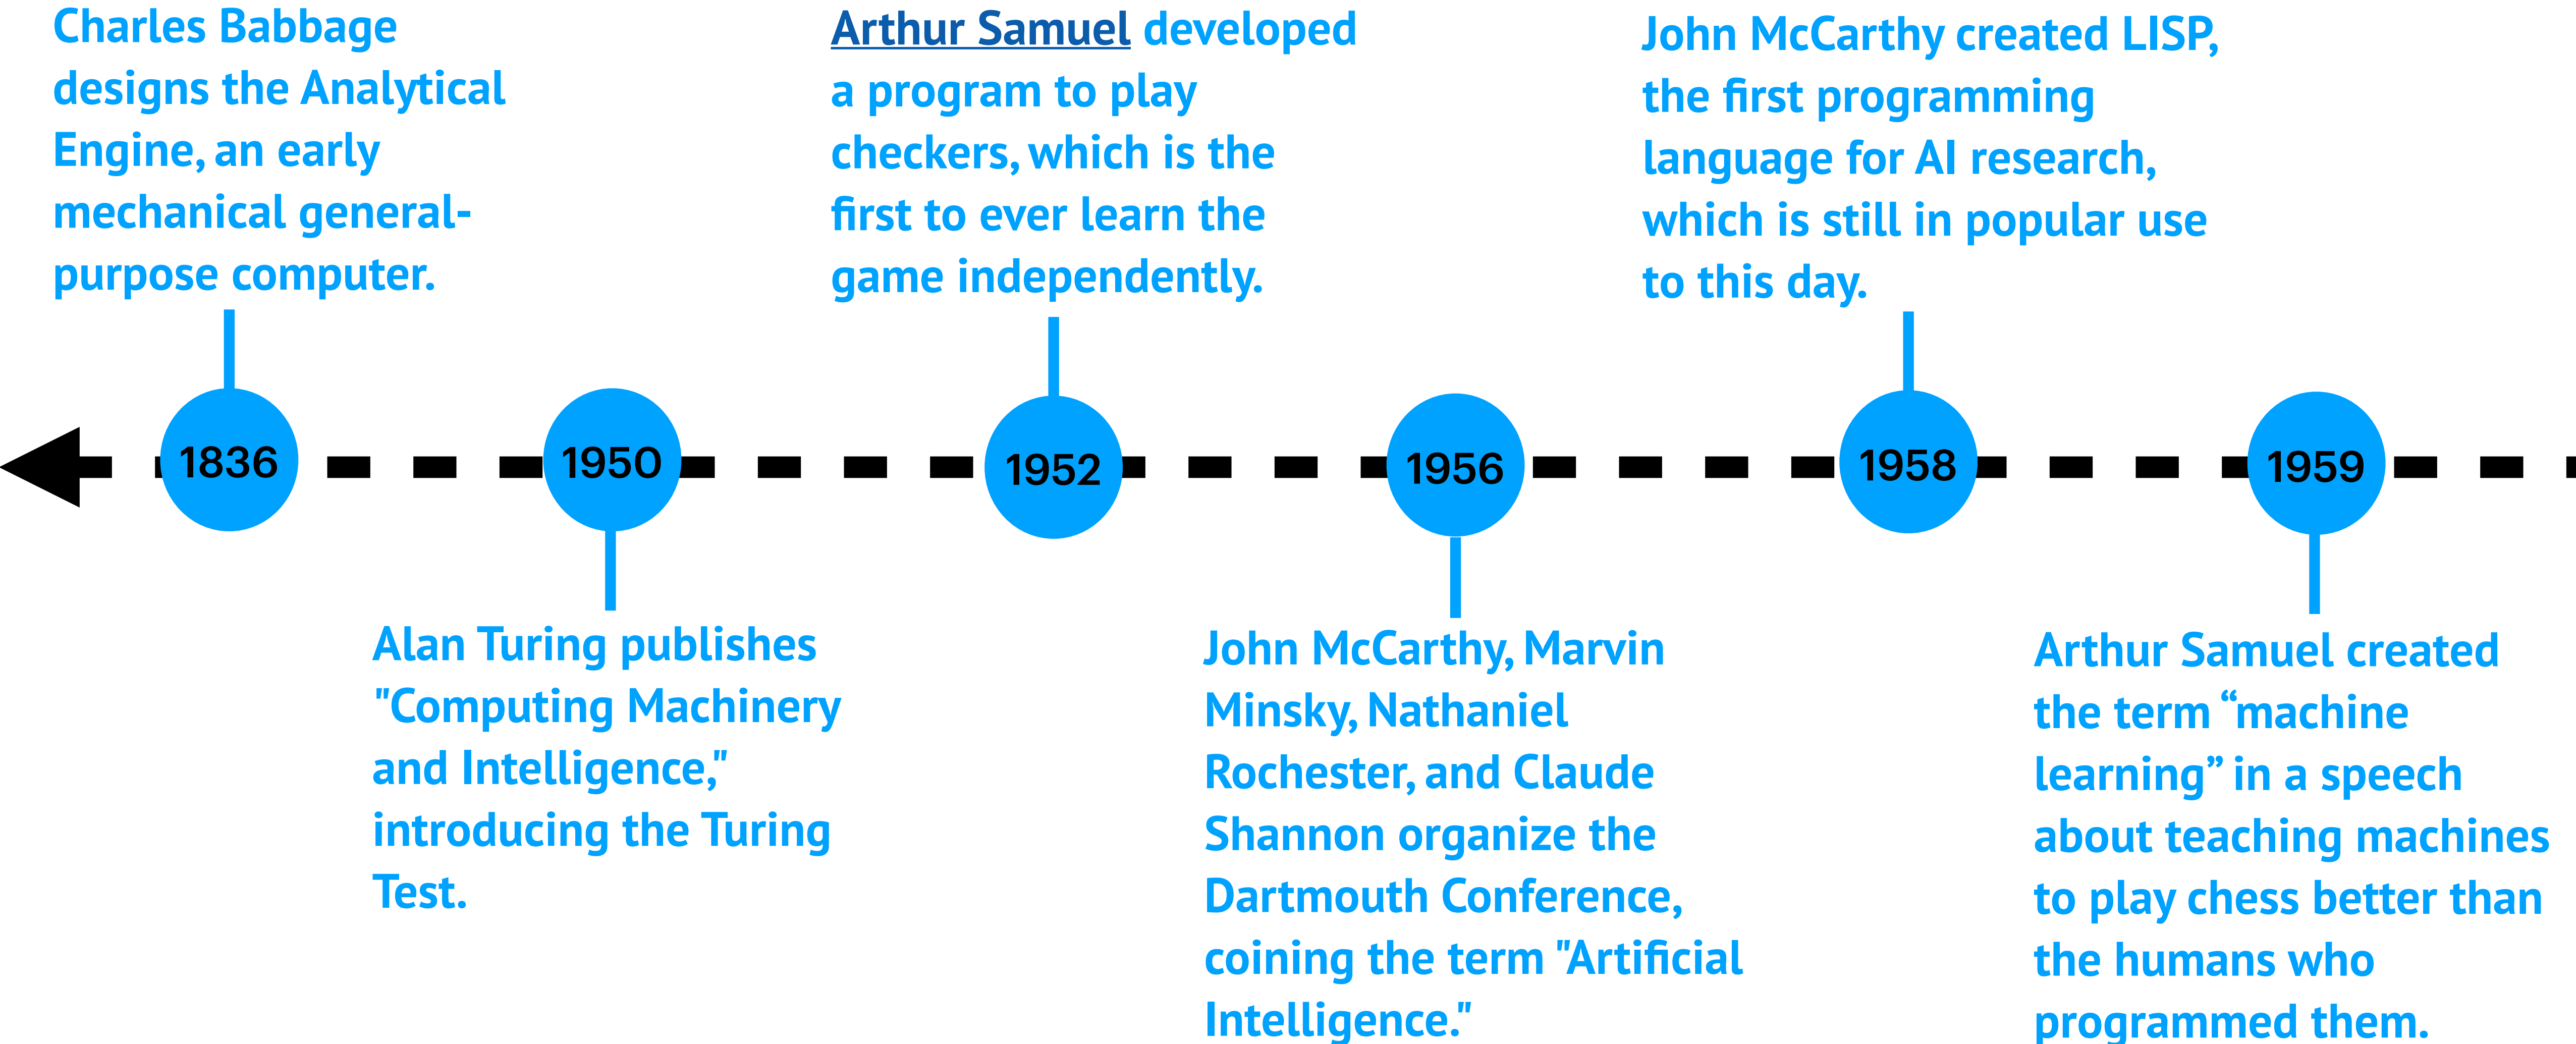 Charles Babbage
designs the Analytical
Engine, an early
mechanical general-
purpose computer.
Arthur Samuel developed
a program to play
checkers, which is the
first to ever learn the
game independently.
John McCarthy created LISP,
the first programming
language for AI research,
which is still in popular use
to this day.
1836
1950
1952
1956
1958
1959
Alan Turing publishes
"Computing Machinery
and Intelligence,"
introducing the Turing
Test.
John McCarthy, Marvin
Minsky, Nathaniel
Rochester, and Claude
Shannon organize the
Dartmouth Conference,
coining the term "Artificial
Intelligence."
Arthur Samuel created
the term “machine
learning” in a speech
about teaching machines
to play chess better than
the humans who
programmed them.